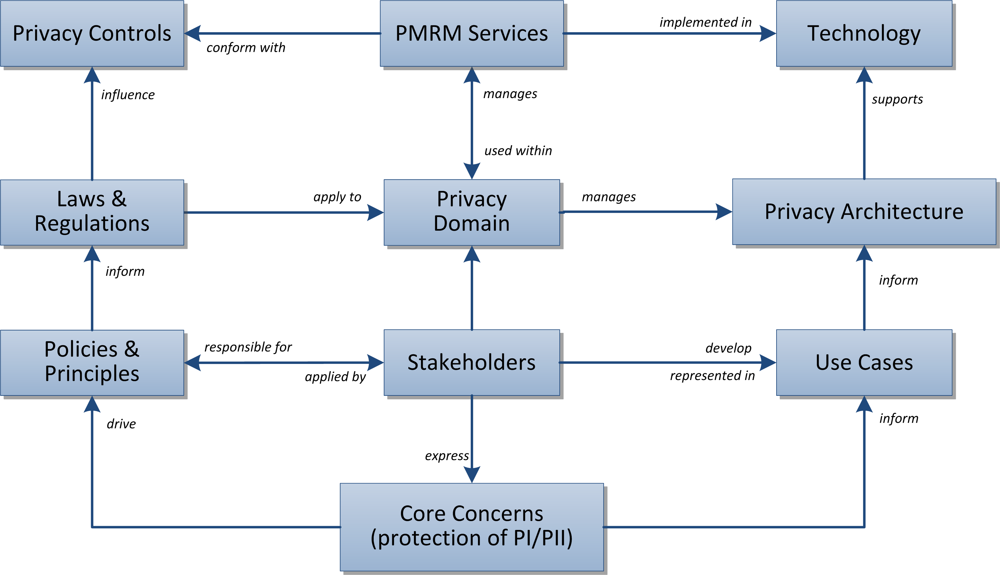 Privacy Controls
PMRM Services
Technology
implemented in
conform with
influence
manages
supports
used within
Laws &
Regulations
apply to
Privacy
Domain
manages
Privacy Architecture
inform
inform
Policies &
Principles
responsible for
applied by
Stakeholders
develop
represented in
Use Cases
drive
inform
express
Core Concerns
(protection of PI/PII)